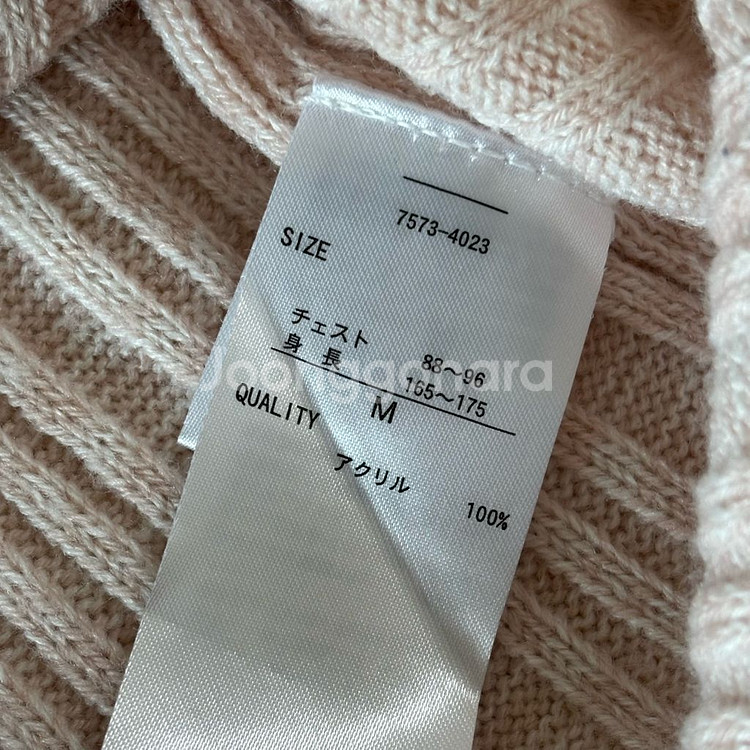 7573-4023
SIZE
チェスト 88~96
身長 165~175
M
QUALITY
アクリル 100%
Joonggonara